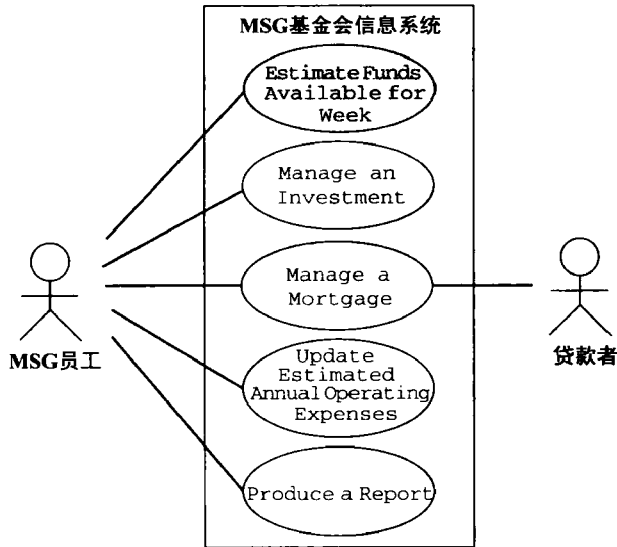 MSG基金会信息系统
Estimate Funds
Available for
Week
Manage an
Investment
Manage a
Mortgage
Update
Estimated
Annual Operating
Expenses
Produce a Report
MSG员工
贷款者